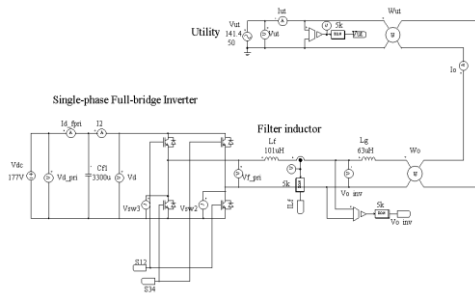 Iut
Wut
Vut
141.4
50
Vut
5k
Utility
Io
Single-phase Full-bridge Inverter
Filter inductor
Id_fpri
I2
Lf
101uH
Lg
63uH
Wo
Vdc
177V
Vd_pri
Cf1
3300u
Vd
Vf_pri
5k
Vo_inv
Vsw3
Vsw2
ILf
5k
Vo_inv
S12
S34